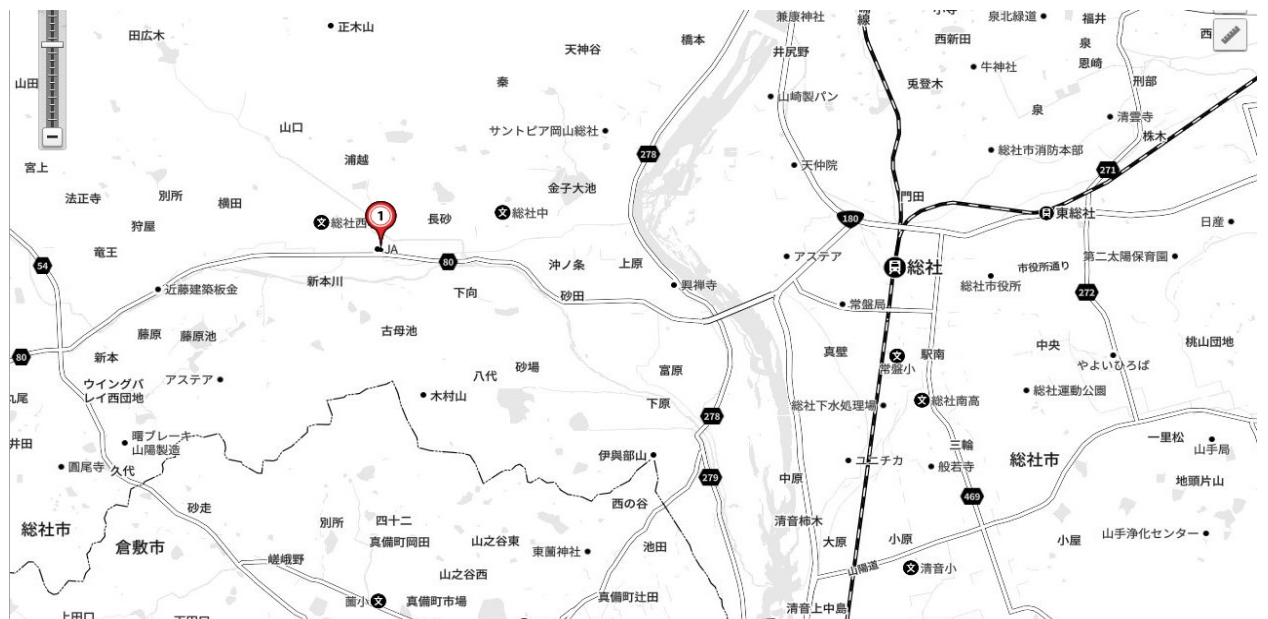 田広木
正木山
天神谷
橋本
兼康神社
泉北緑道
福井
西
西新田
泉
恩崎
井尻野
牛神社
山田
秦
兎登木
刑部
山崎製パン
泉
清雲寺
山口
サントピア岡山総社
株木
総社市消防本部
278
浦越
宮上
天仲院
271
法正寺
別所
横田
金子大池
門田
狩屋
総社西
1
長砂
総社中
180
東総社
日産
竜王
JA
アステア
54
80
沖ノ条
上原
総社
市役所通り
第二太陽保育園
新本川
近藤建築板金
下向
砂田
興禅寺
総社市役所
272
常盤局
藤原
藤原池
古母池
80
新本
真壁
駅南
中央
桃山団地
常盤小
やよいひろば
アステア
八代
砂場
富原
ウイングバ
レイ西団地
木村山
下原
総社下水処理場
総社南高
総社運動公園
九尾
278
井田
曙ブレーキ
山陽製造
三輪
一里松
山手局
圓尾寺
久代
伊與部山
ユニチカ
般若寺
総社市
279
中原
地頭片山
469
砂走
西の谷
総社市
別所
四十二
清音柿木
倉敷市
真備町岡田
山之谷東
東薗神社
池田
大原
小原
小屋
山手浄化センター
嵯峨野
山之谷西
山陽道
清音小
薗小
真備町市場
真備町辻田
清音上中島
上田口